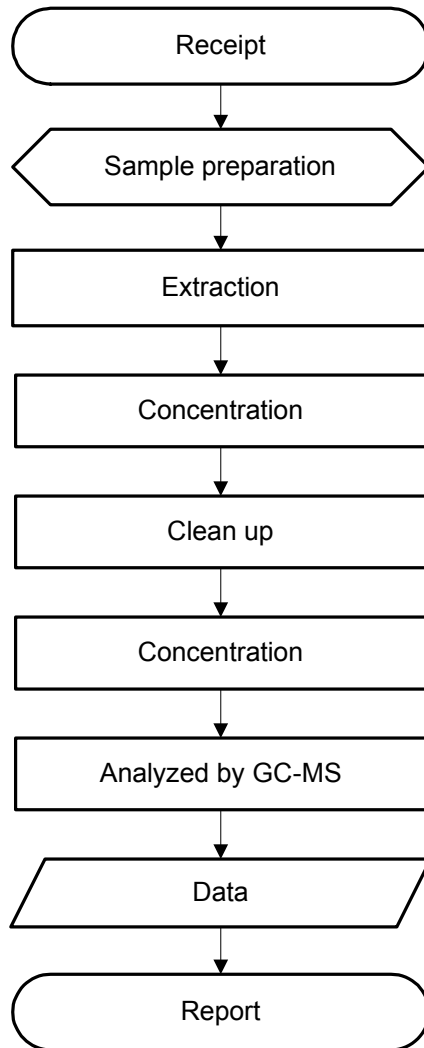 Receipt
Sample preparation
Extraction
Concentration
Clean up
Concentration
Analyzed by GC-MS
Data
Report